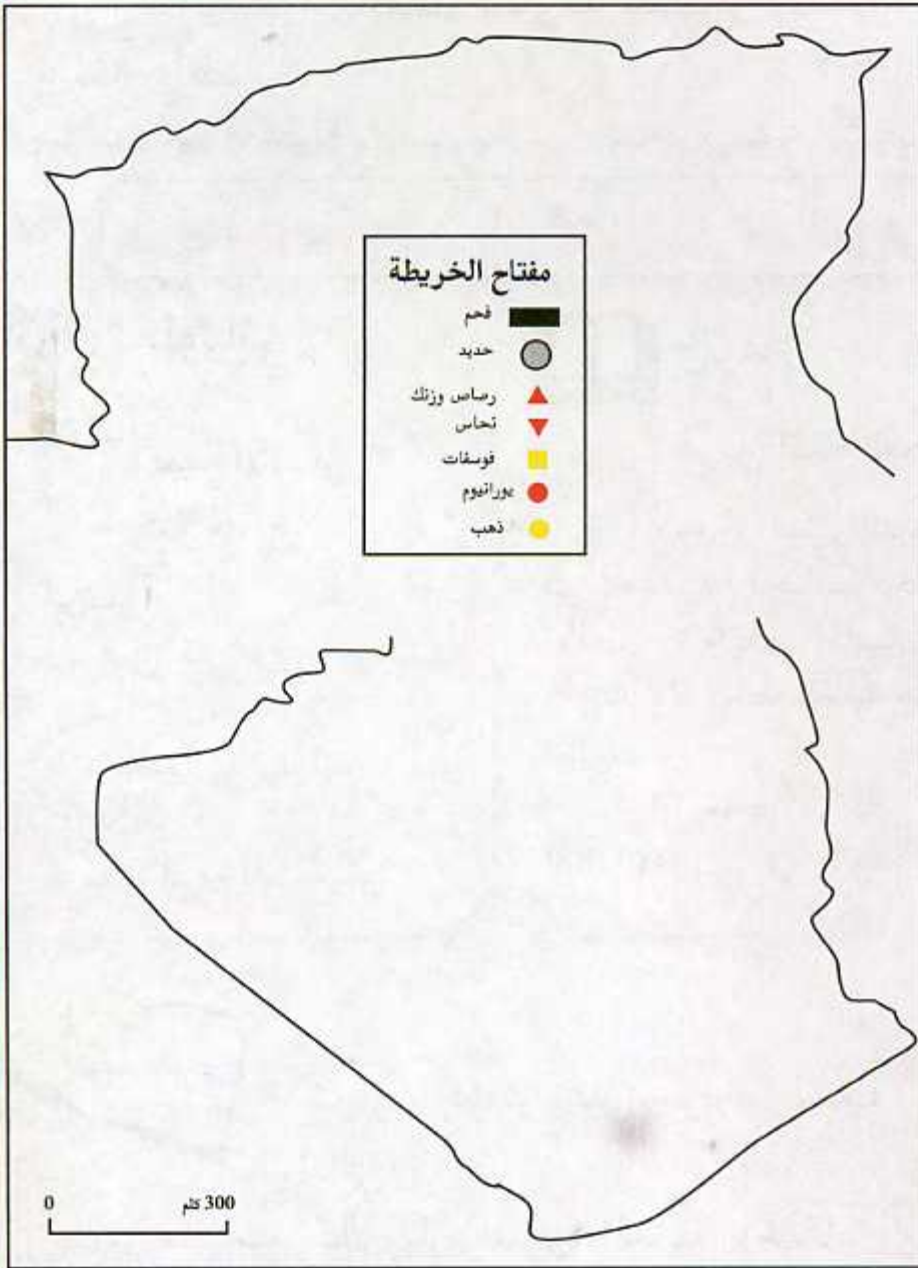 مفتاح الخريطة
فحم
حديد
رصاص وزنك
نحاس
فوسفات
يورانيوم
ذهب
0 300 كلم